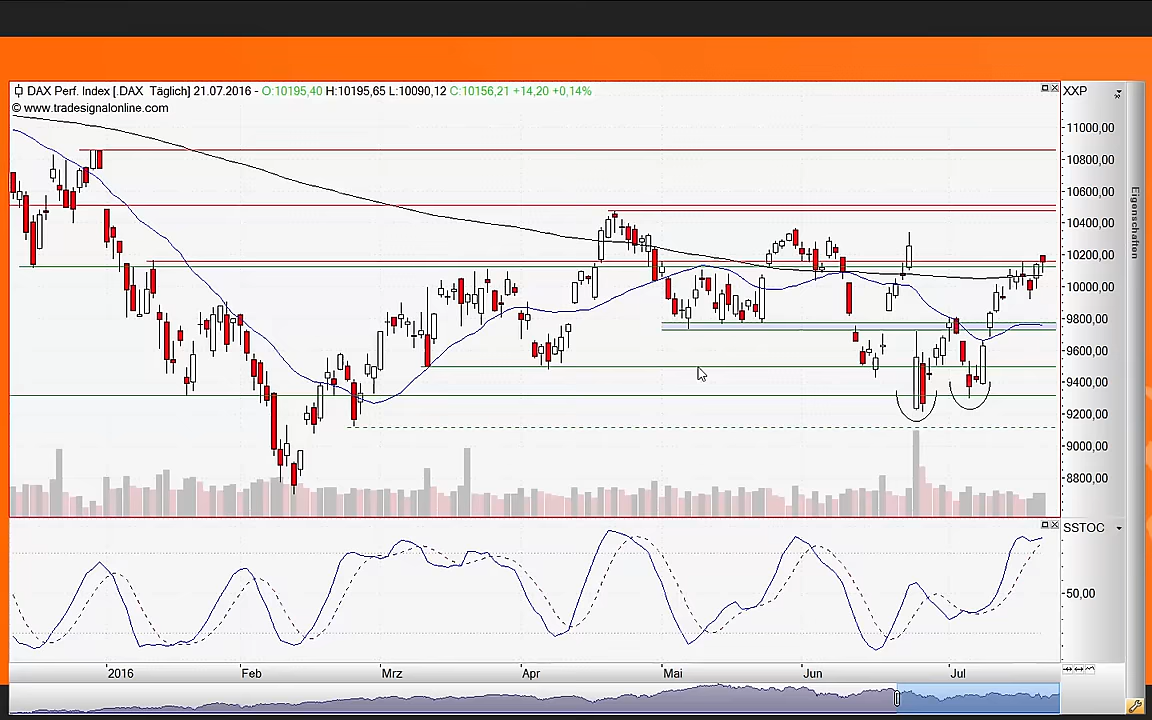 DAX Perf. Index [.DAX Täglich] 21.07.2016 - O:10195,40 H:10195,65 L:10090,12 C:10156,21 +14,20 +0,14%
© www.tradesignalonline.com
XXP
11000,00
10800,00
10600,00
10400,00
10200,00
10000,00
9800,00
9600,00
9400,00
9200,00
9000,00
8800,00
Eigenschaften
SSTOC
50,00
2016 Feb Mrz Apr Mai Jun Jul